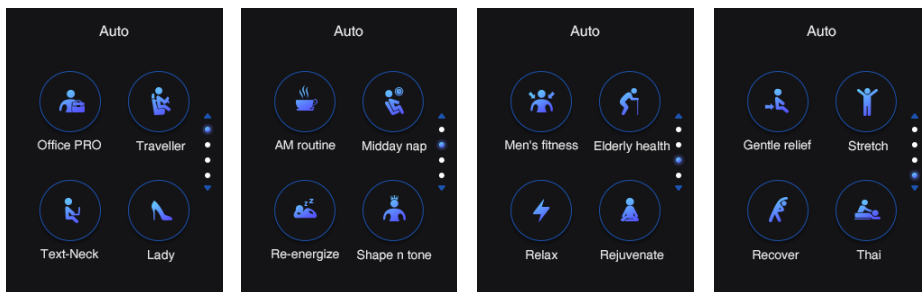 Auto
Office PRO
Traveller
Text-Neck
Lady
Auto
AM routine
Midday nap
Re-energize
Shape n tone
Auto
Men's fitness
Elderly health
Relax
Rejuvenate
Auto
Gentle relief
Stretch
Recover
Thai